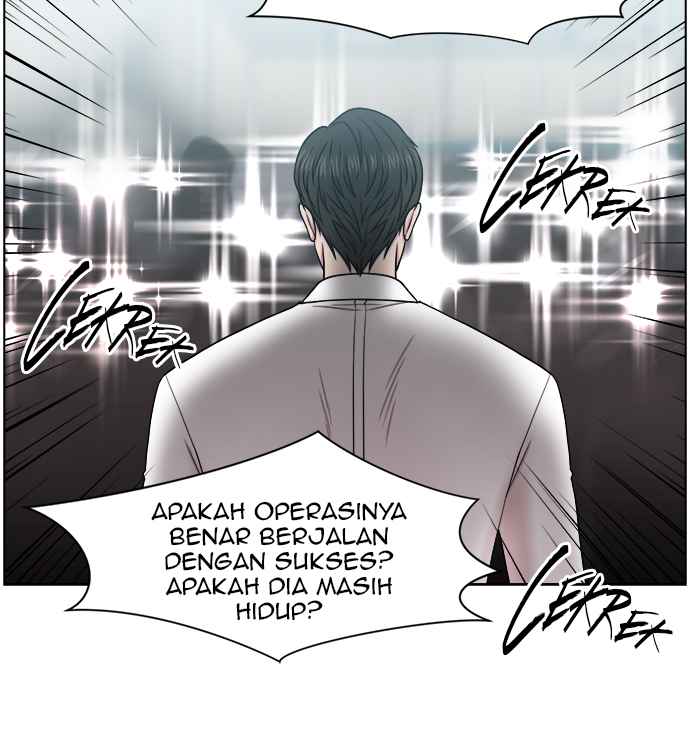 CEKREK
CEKREK
APAKAH OPERASINYA
BENAR BERJALAN
DENGAN SUKSES?
APAKAH DIA MASIH
HIDUP?
CEKREK